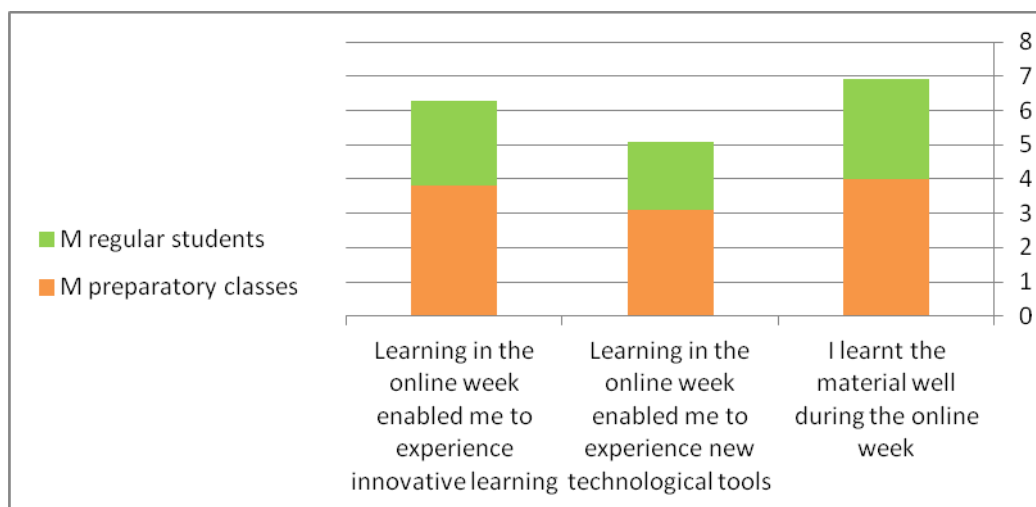 8
7
6
5
4
3
2
1
0
M regular students
M preparatory classes
Learning in the
online week
enabled me to
experience
innovative learning
Learning in the
online week
enabled me to
experience new
technological tools
I learnt the
material well
during the online
week